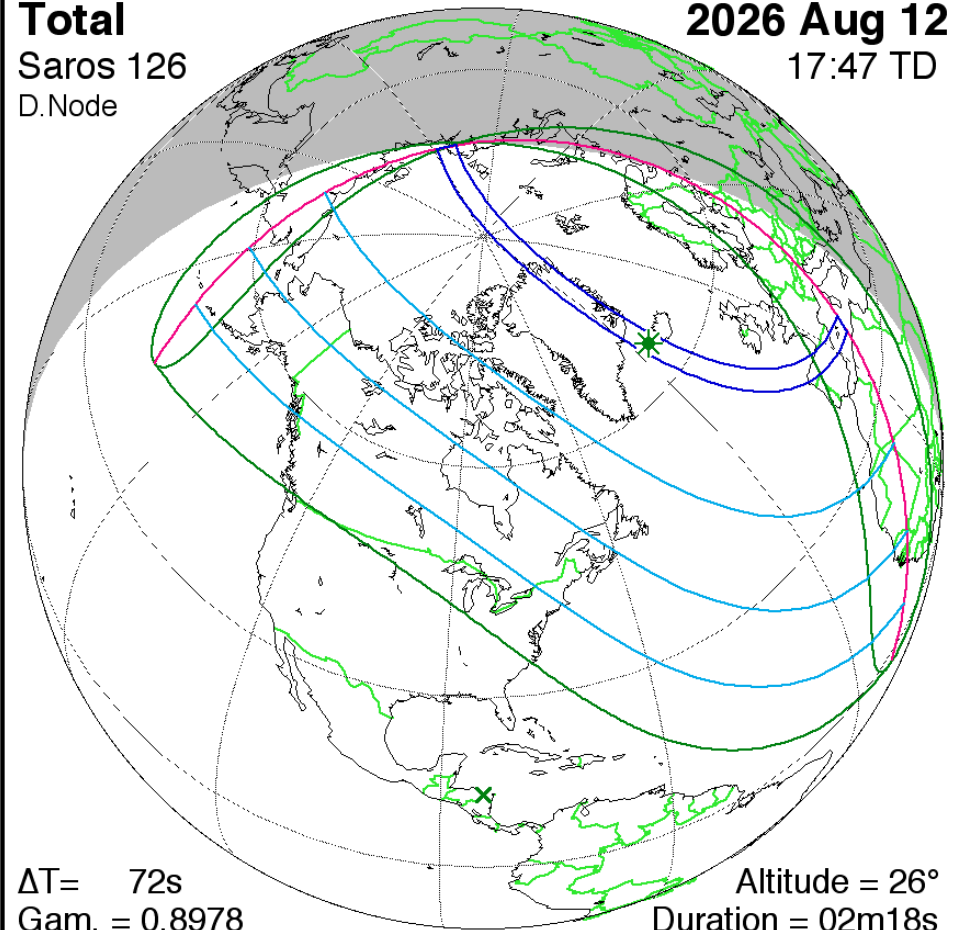 Total
2026 Aug 12
Saros 126
17:47 TD
D.Node
ΔT= 72s
Altitude = 26°
Gam. = 0.8978
Duration = 02m18s